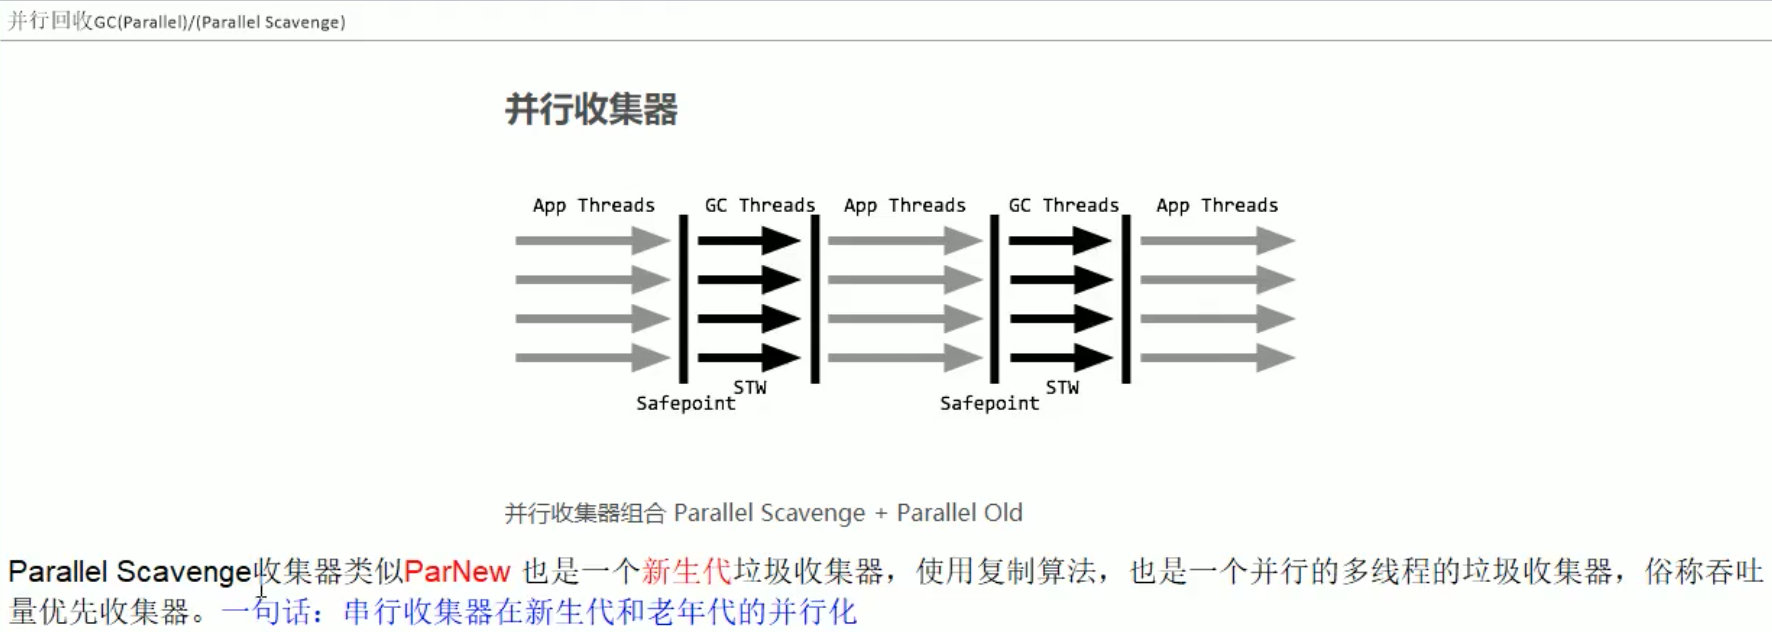 并行回收GC(Parallel)/(Parallel Scavenge)
并行收集器
App Threads GC Threads App Threads GC Threads App Threads
STW STW
Safepoint Safepoint
并行收集器组合 Parallel Scavenge + Parallel Old
Parallel Scavenge收集器类似ParNew 也是一个新生代垃圾收集器，使用复制算法，也是一个并行的多线程的垃圾收集器，俗称吞吐
量优先收集器。一句话：串行收集器在新生代和老年代的并行化